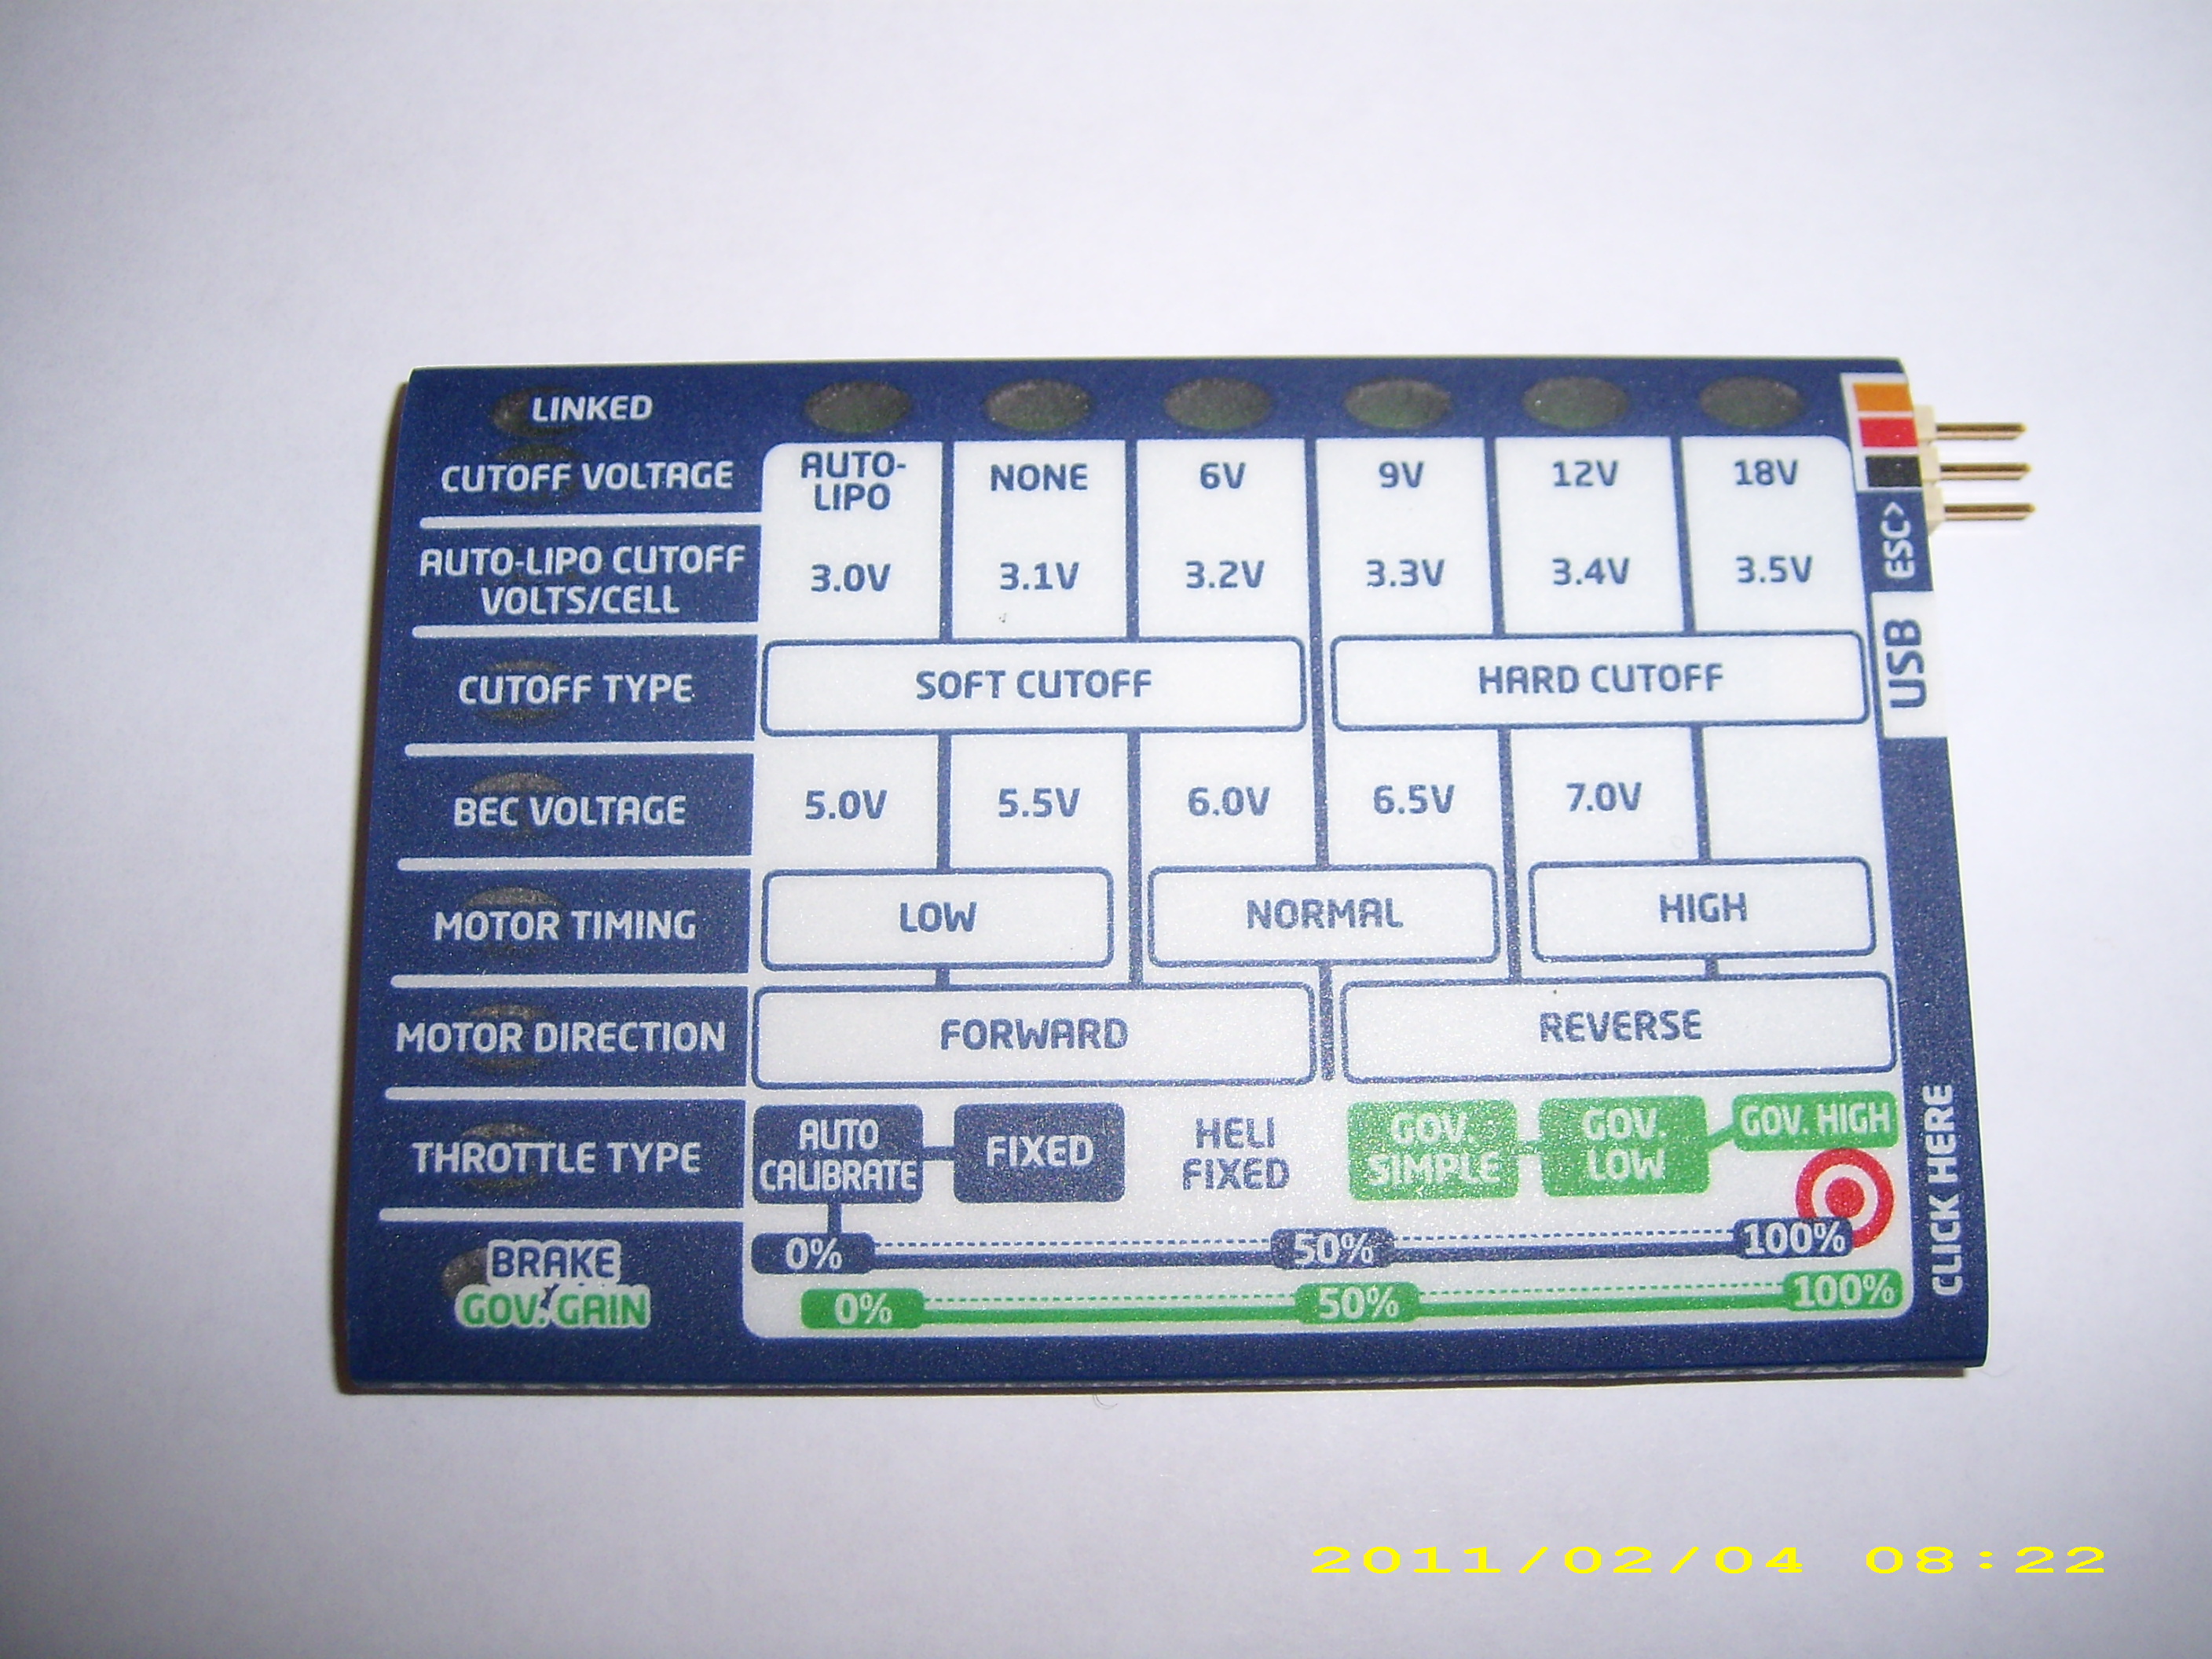 LINKED
CUTOFF VOLTAGE
AUTO-
LIPO
NONE
6V
9V
12V
18V
AUTO-LIPO CUTOFF
VOLTS/CELL
3.0V
3.1V
3.2V
3.3V
3.4V
3.5V
CUTOFF TYPE
SOFT CUTOFF
HARD CUTOFF
BEC VOLTAGE
5.0V
5.5V
6.0V
6.5V
7.0V
MOTOR TIMING
LOW
NORMAL
HIGH
MOTOR DIRECTION
FORWARD
REVERSE
THROTTLE TYPE
AUTO
CALIBRATE
FIXED
HELI
FIXED
GOV.
SIMPLE
GOV.
LOW
GOV. HIGH
BRAKE
0%
50%
100%
GOV. GAIN
0%
50%
100%
ESC>
USB
CLICK HERE
2011/02/04 08:22